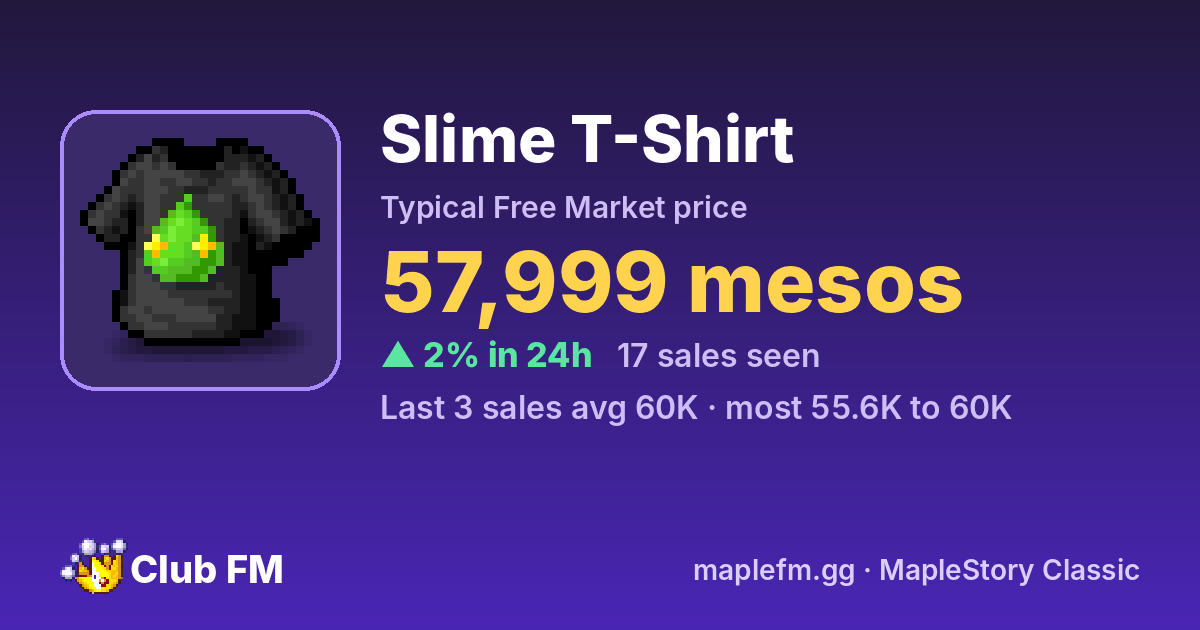 Slime T-Shirt
Typical Free Market price
57,999 mesos
▲ 2% in 24h 17 sales seen
Last 3 sales avg 60K · most 55.6K to 60K
Club FM
maplefm.gg · MapleStory Classic